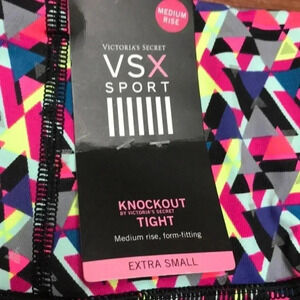 MEDIUM
RISE
VICTORIA'S SECRET
VSX
SPORT
KNOCKOUT
BY VICTORIA'S SECRET
TIGHT
Medium rise, form-fitting
EXTRA SMALL